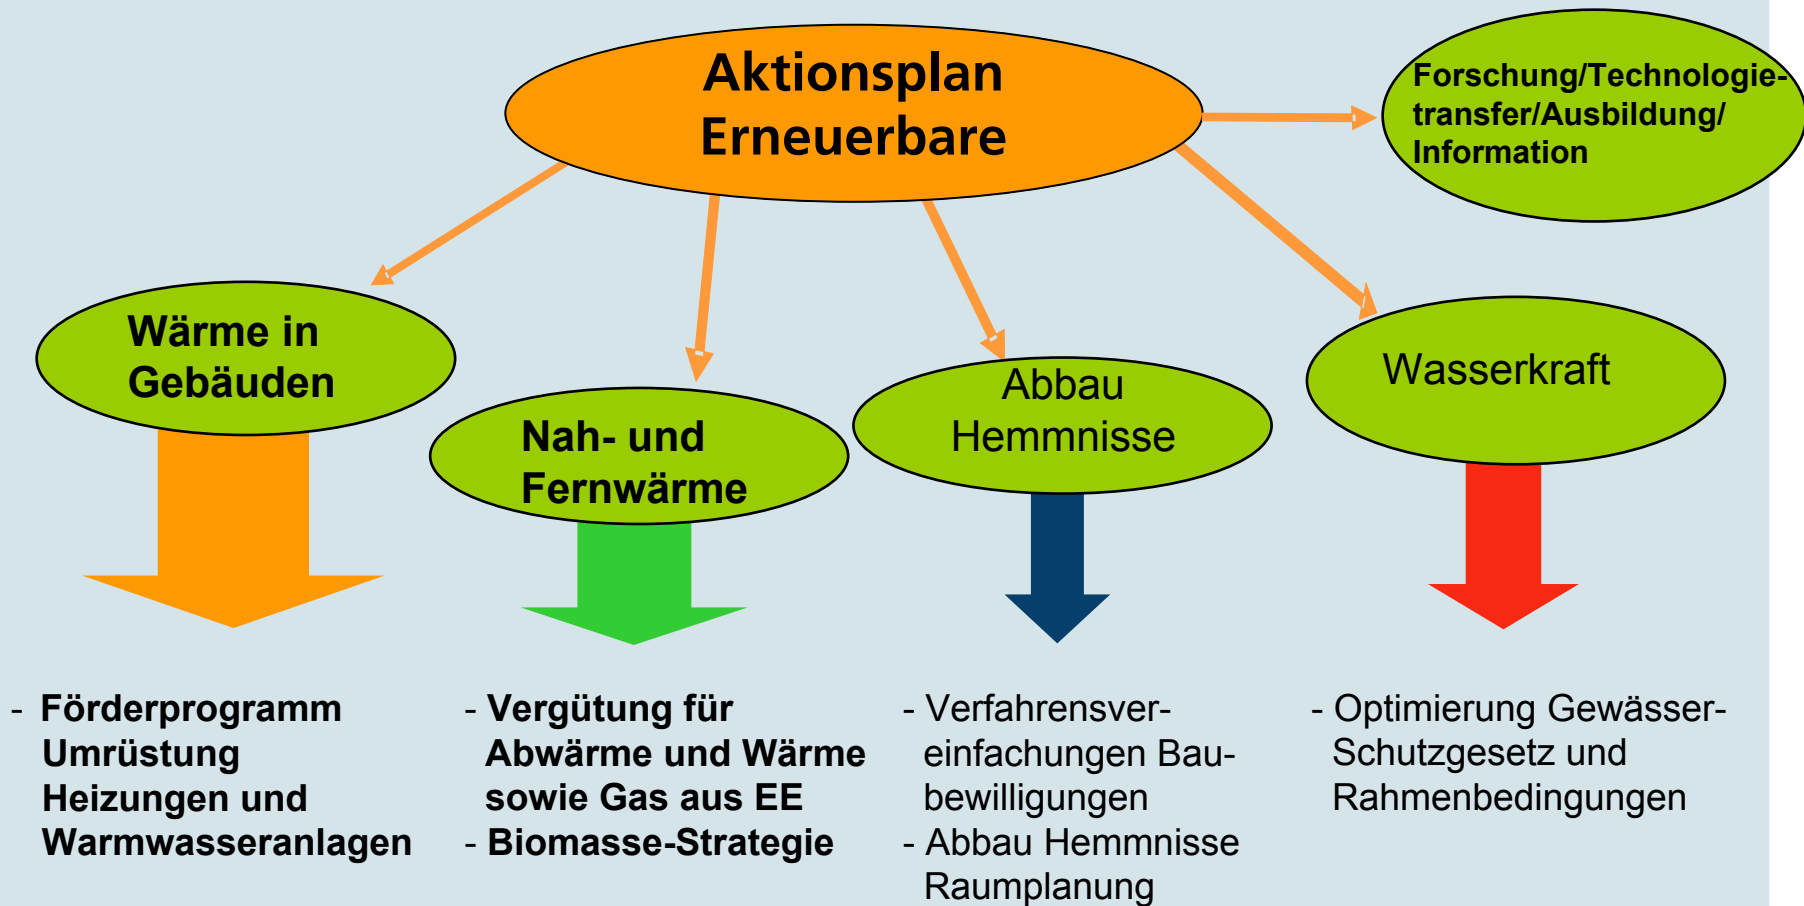 Aktionsplan
Erneuerbare
Forschung/Technologie-
transfer/Ausbildung/
Information
Wärme in
Gebäuden
Nah- und
Fernwärme
Abbau
Hemmnisse
Wasserkraft
- Förderprogramm
Umrüstung
Heizungen und
Warmwasseranlagen
- Vergütung für
Abwärme und Wärme
sowie Gas aus EE
- Biomasse-Strategie
- Verfahrensver-
einfachungen Bau-
bewilligungen
- Abbau Hemmnisse
Raumplanung
- Optimierung Gewässer-
Schutzgesetz und
Rahmenbedingungen